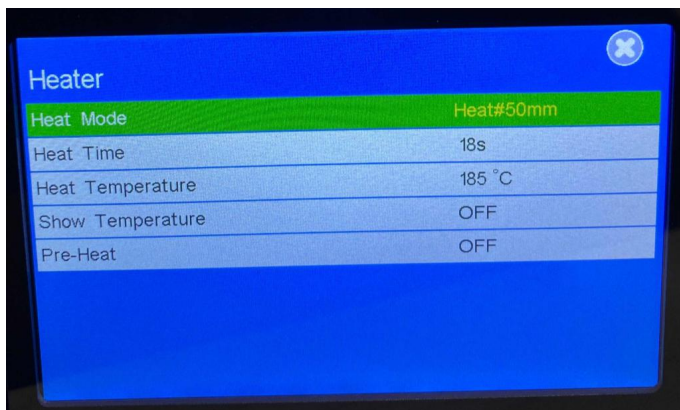 Heater
Heat Mode Heat#50mm
Heat Time 18s
Heat Temperature 185 °C
Show Temperature OFF
Pre-Heat OFF